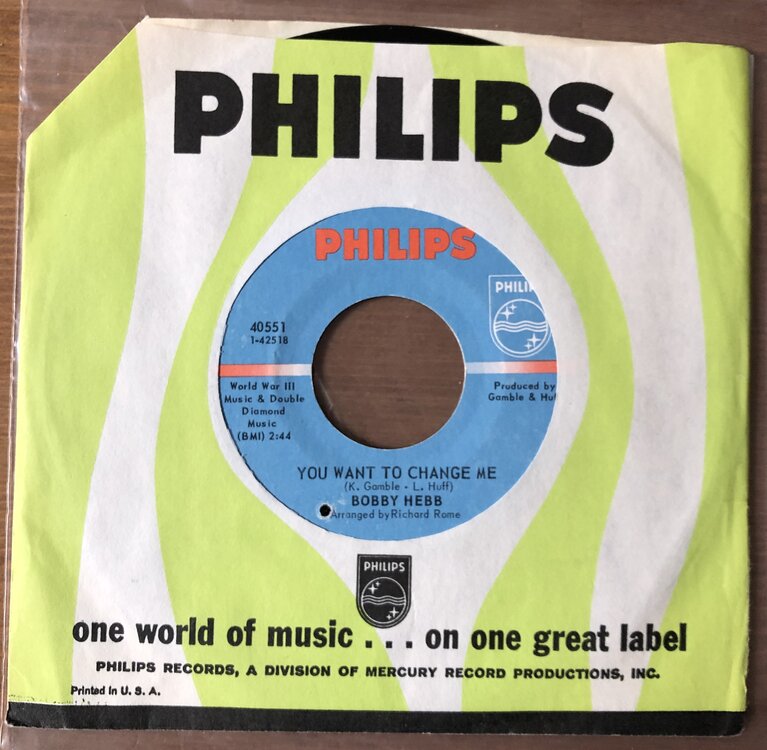 PHILIPS
PHILIPS
40551
1-42518
PHILI
World War III
Music & Double
Diamond
Music
(BMI) 2:44
Produced by
Gamble & Huf
YOU WANT TO CHANGE ME
(K. Gamble - L. Huff)
BOBBY HEBB
Arranged by Richard Rome
PHILIPS
one world of music . . . on one great label
PHILIPS RECORDS, A DIVISION OF MERCURY RECORD PRODUCTIONS, INC.
Printed in U. S. A.